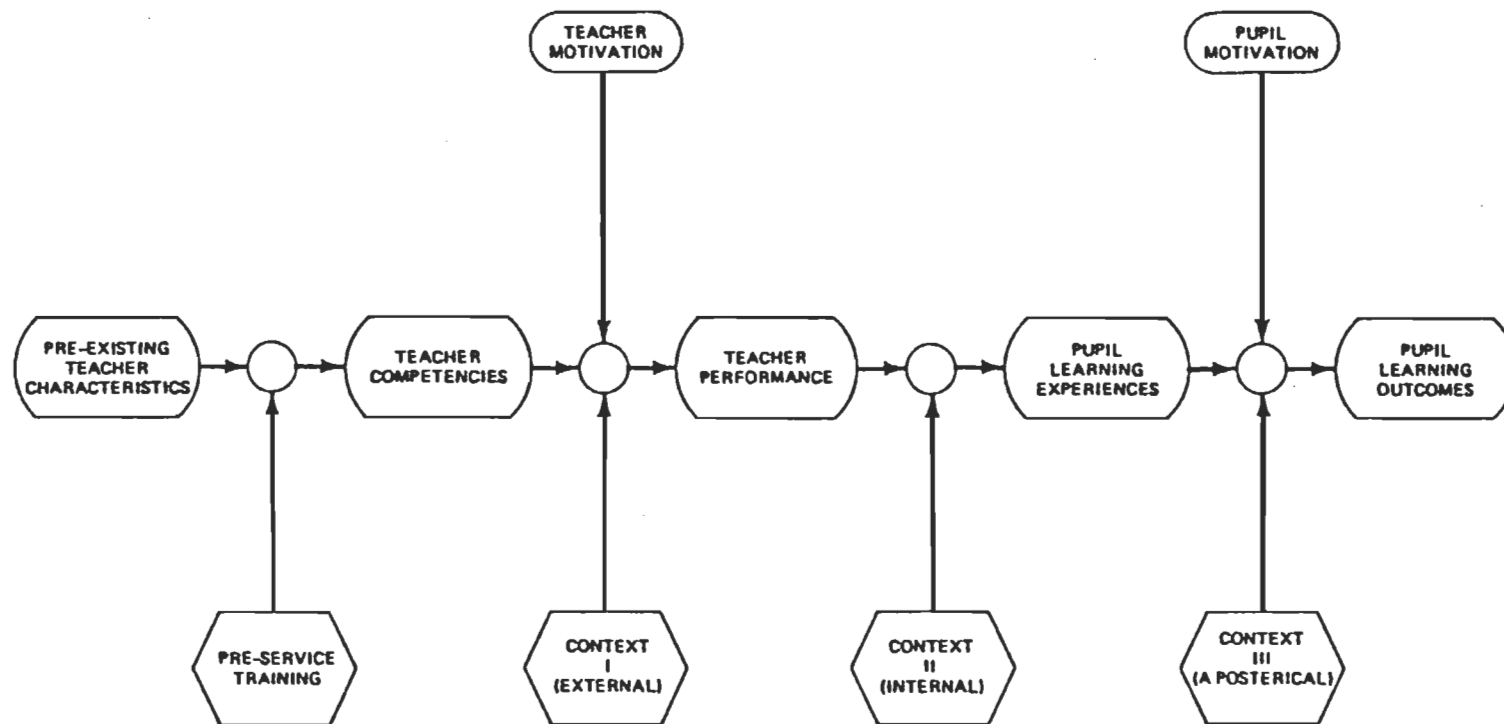 TEACHER
MOTIVATION
PUPIL
MOTIVATION
PRE-EXISTING
TEACHER
CHARACTERISTICS
TEACHER
COMPETENCIES
TEACHER
PERFORMANCE
PUPIL
LEARNING
EXPERIENCES
PUPIL
LEARNING
OUTCOMES
PRE-SERVICE
TRAINING
CONTEXT
I
(EXTERNAL)
CONTEXT
II
(INTERNAL)
CONTEXT
III
(A POSTERICAL)